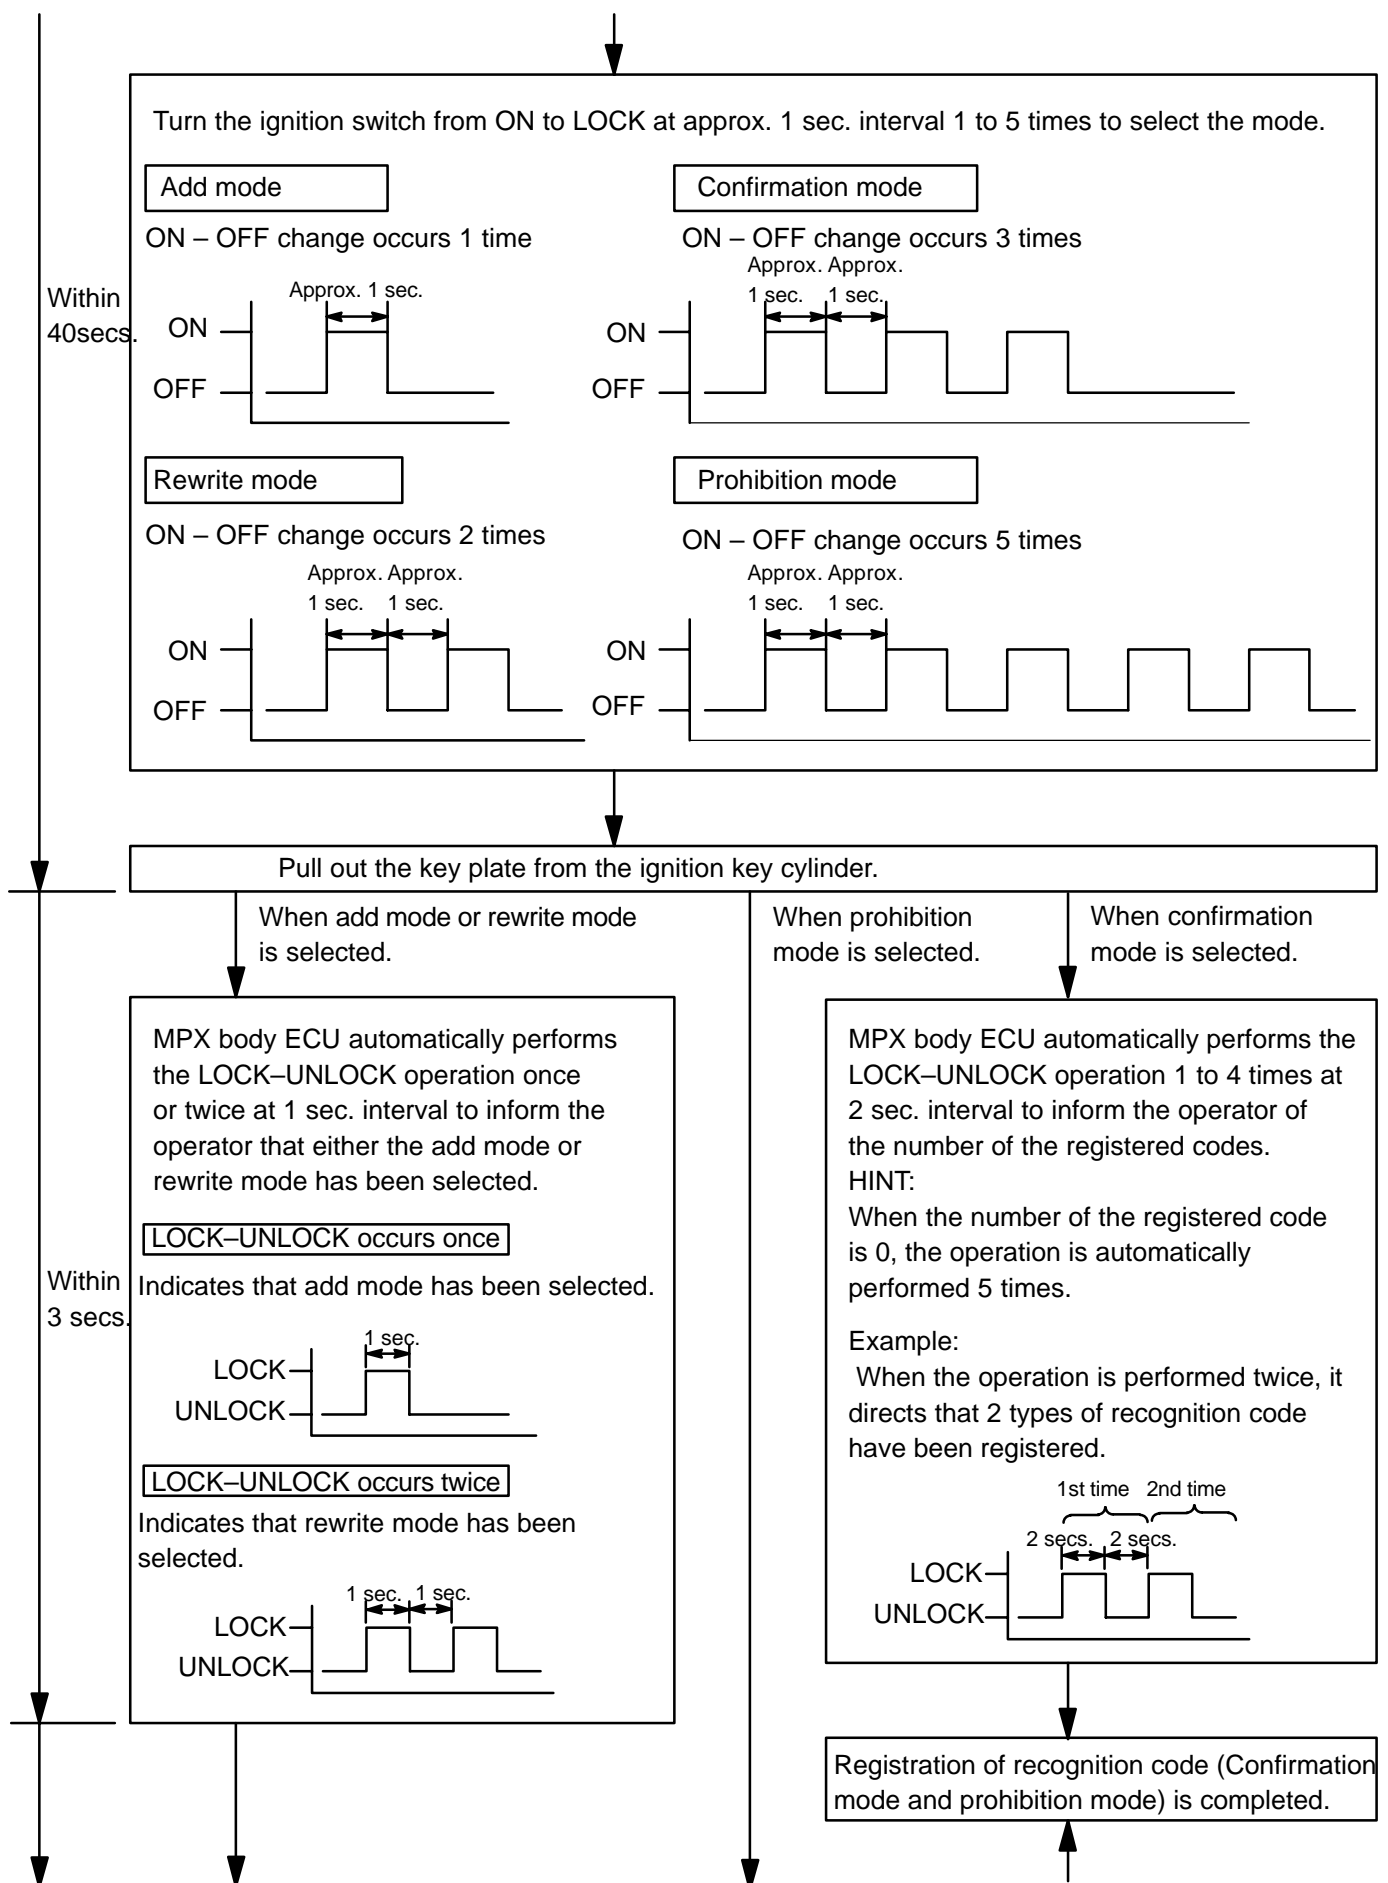 Turn the ignition switch from ON to LOCK at approx. 1 sec. interval 1 to 5 times to select the mode.
Add mode
ON – OFF change occurs 1 time
Approx. 1 sec.
ON
OFF
Confirmation mode
ON – OFF change occurs 3 times
Approx. Approx.
1 sec. 1 sec.
ON
OFF
Within
40secs.
Rewrite mode
ON – OFF change occurs 2 times
Approx. Approx.
1 sec. 1 sec.
ON
OFF
Prohibition mode
ON – OFF change occurs 5 times
Approx. Approx.
1 sec. 1 sec.
ON
OFF
Pull out the key plate from the ignition key cylinder.
When add mode or rewrite mode
is selected.
When prohibition
mode is selected.
When confirmation
mode is selected.
Within
3 secs.
MPX body ECU automatically performs
the LOCK–UNLOCK operation once
or twice at 1 sec. interval to inform the
operator that either the add mode or
rewrite mode has been selected.
LOCK–UNLOCK occurs once
Indicates that add mode has been selected.
1 sec.
LOCK
UNLOCK
LOCK–UNLOCK occurs twice
Indicates that rewrite mode has been
selected.
1 sec. 1 sec.
LOCK
UNLOCK
MPX body ECU automatically performs the
LOCK–UNLOCK operation 1 to 4 times at
2 sec. interval to inform the operator of
the number of the registered codes.
HINT:
When the number of the registered code
is 0, the operation is automatically
performed 5 times.
Example:
When the operation is performed twice, it
directs that 2 types of recognition code
have been registered.
1st time 2nd time
2 secs. 2 secs.
LOCK
UNLOCK
Registration of recognition code (Confirmation
mode and prohibition mode) is completed.